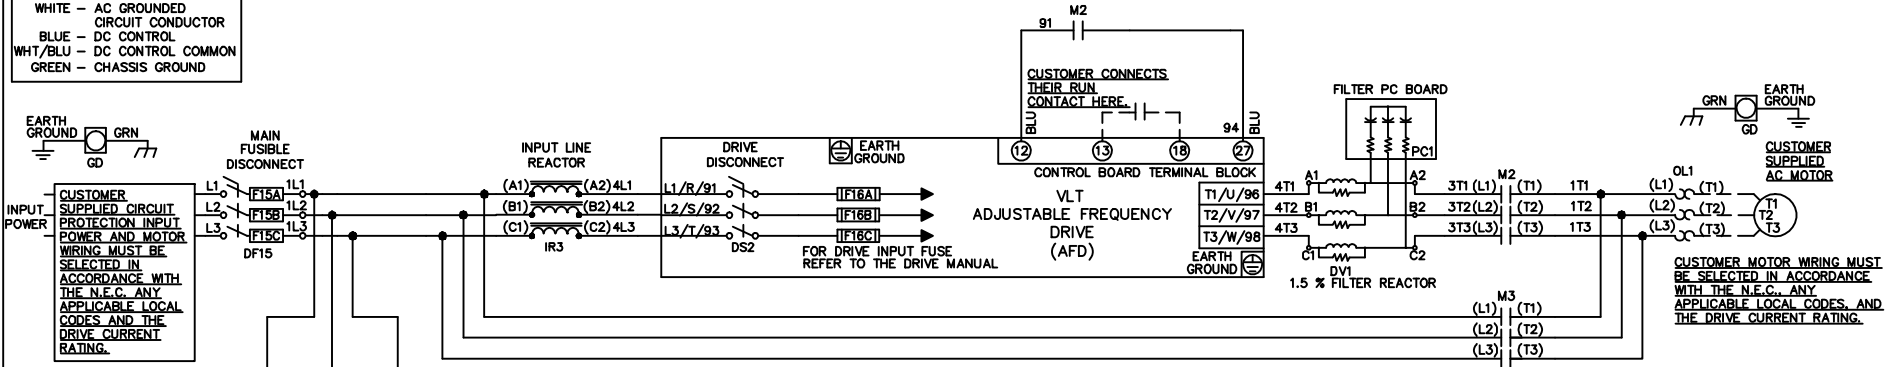 WHITE – AC GROUNDED
CIRCUIT CONDUCTOR
BLUE – DC CONTROL
WHT/BLU – DC CONTROL COMMON
GREEN – CHASSIS GROUND
EARTH
GROUND
GRN
GD
MAIN
FUSIBLE
DISCONNECT
INPUT
POWER
CUSTOMER
SUPPLIED CIRCUIT
PROTECTION INPUT
POWER AND MOTOR
WIRING MUST BE
SELECTED IN
ACCORDANCE WITH
THE N.E.C. ANY
APPLICABLE LOCAL
CODES AND THE
DRIVE CURRENT
RATING.
L1 F15A 1L1
L2 F15B 1L2
L3 F15C 1L3
DF15
INPUT LINE
REACTOR
(A1) (A2) 4L1
(B1) (B2) 4L2
(C1) (C2) 4L3
IR3
L1/R/91
L2/S/92
L3/T/93
DRIVE
DISCONNECT
DS2
EARTH
GROUND
F16A
F16B
F16C
FOR DRIVE INPUT FUSE
REFER TO THE DRIVE MANUAL
M2
91
CUSTOMER CONNECTS
THEIR RUN
CONTACT HERE.
BLU
94
BLU
12 13 18 27
CONTROL BOARD TERMINAL BLOCK
VLT
ADJUSTABLE FREQUENCY
DRIVE
(AFD)
T1/U/96
T2/V/97
T3/W/98
EARTH
GROUND
4T1
4T2
4T3
FILTER PC BOARD
PC1
A1 A2
B1 B2
C1 C2
DV1
1.5 % FILTER REACTOR
M2
3T1 (L1) (T1) 1T1
3T2 (L2) (T2) 1T2
3T3 (L3) (T3) 1T3
M3
(L1) (T1)
(L2) (T2)
(L3) (T3)
OL1
(L1) (T1)
(L2) (T2)
(L3) (T3)
T1
T2
T3
GRN
GD
EARTH
GROUND
CUSTOMER
SUPPLIED
AC MOTOR
CUSTOMER MOTOR WIRING MUST
BE SELECTED IN ACCORDANCE
WITH THE N.E.C., ANY
APPLICABLE LOCAL CODES, AND
THE DRIVE CURRENT RATING.